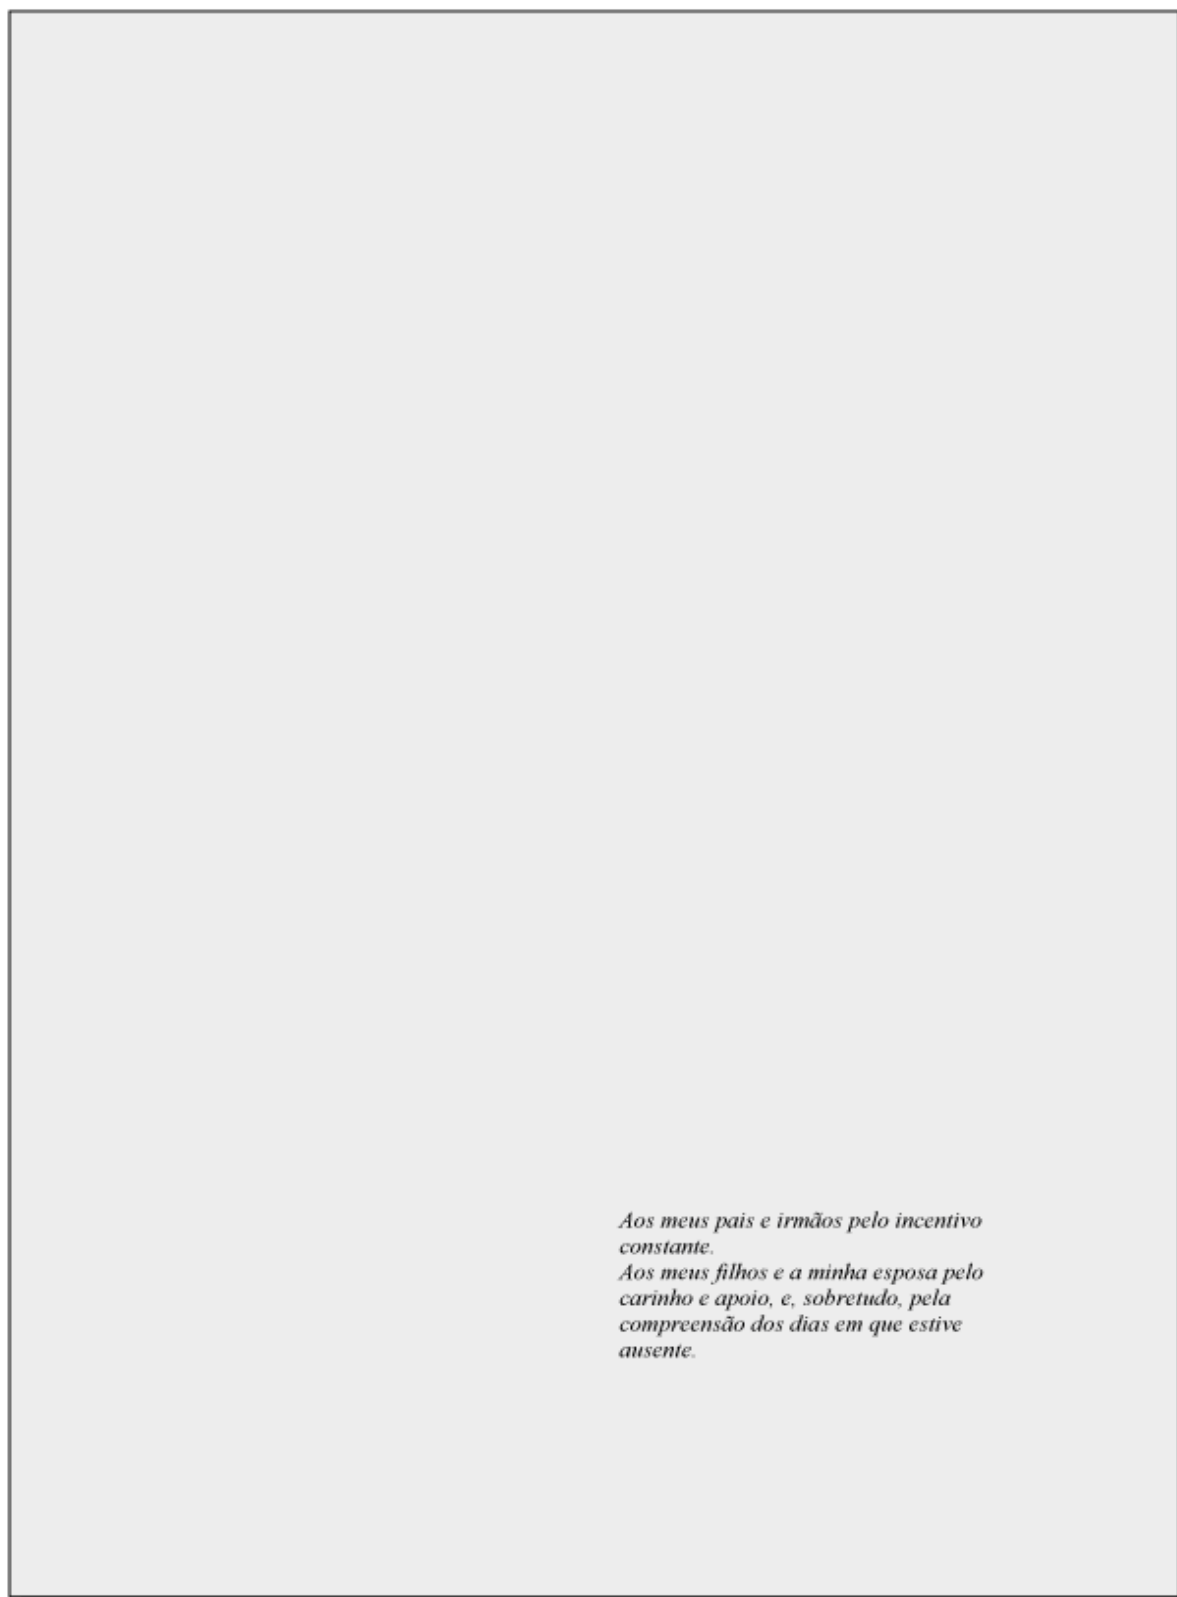 Aos meus pais e irmãos pelo incentivo
constante.
Aos meus filhos e a minha esposa pelo
carinho e apoio, e, sobretudo, pela
compreensão dos dias em que estive
ausente.